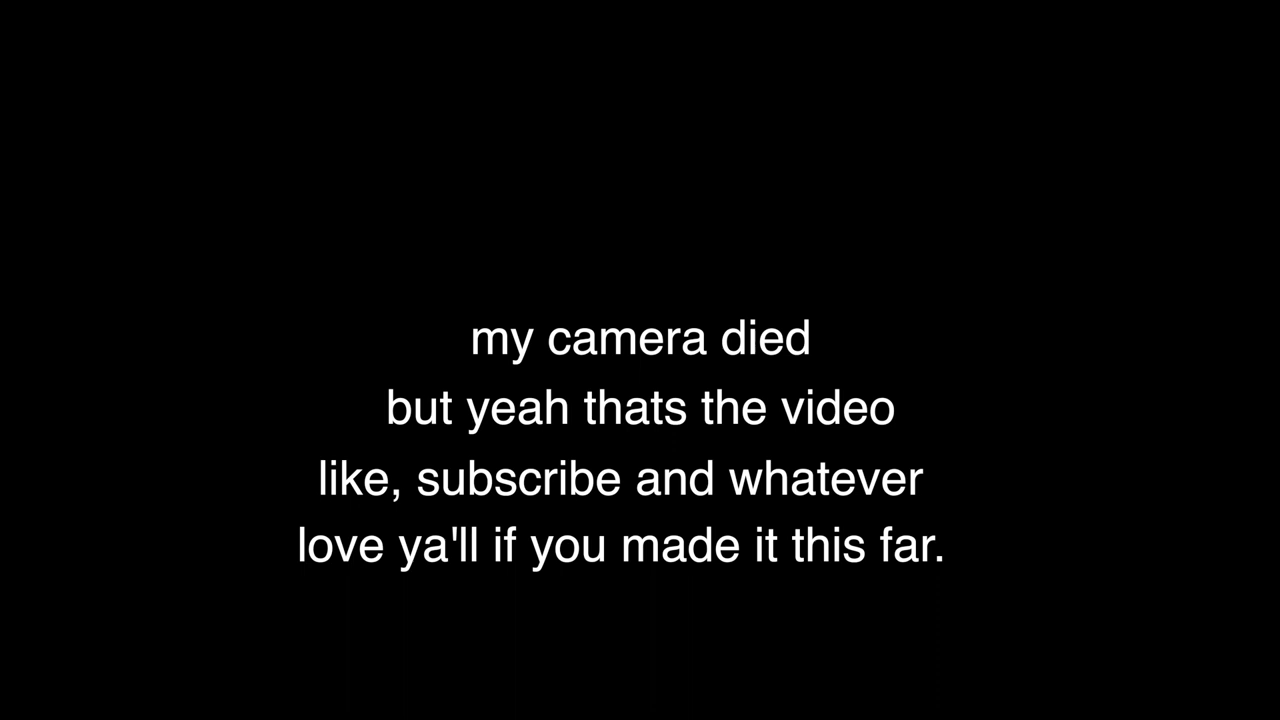 my camera died
but yeah thats the video
like, subscribe and whatever
love ya'll if you made it this far.